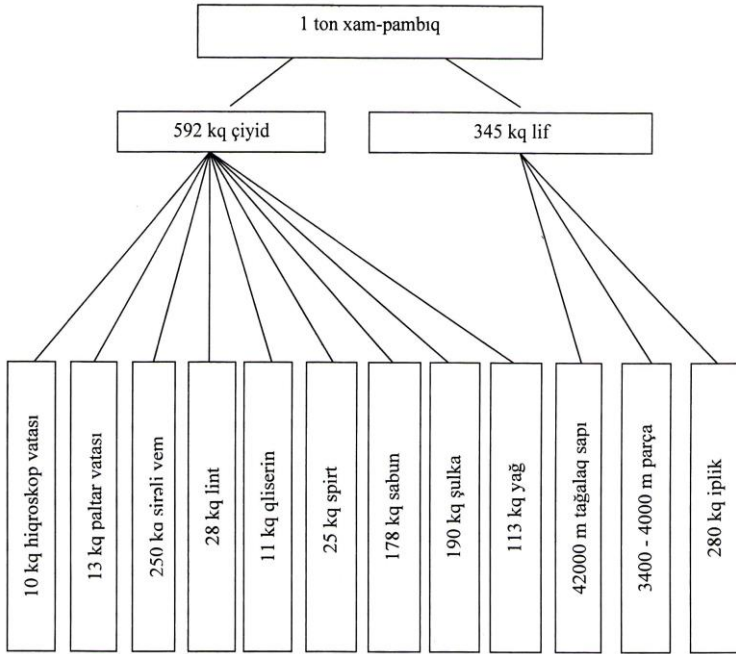 1 ton xam-pambıq
592 kq çiyid
345 kq lif
10 kq hiqroskop vatası
13 kq paltar vatası
250 kq sirəli vem
28 kq lint
11 kq qliserin
25 kq spirt
178 kq sabun
190 kq şulka
113 kq yağ
42000 m tağalaq sapı
3400 - 4000 m parça
280 kq iplik